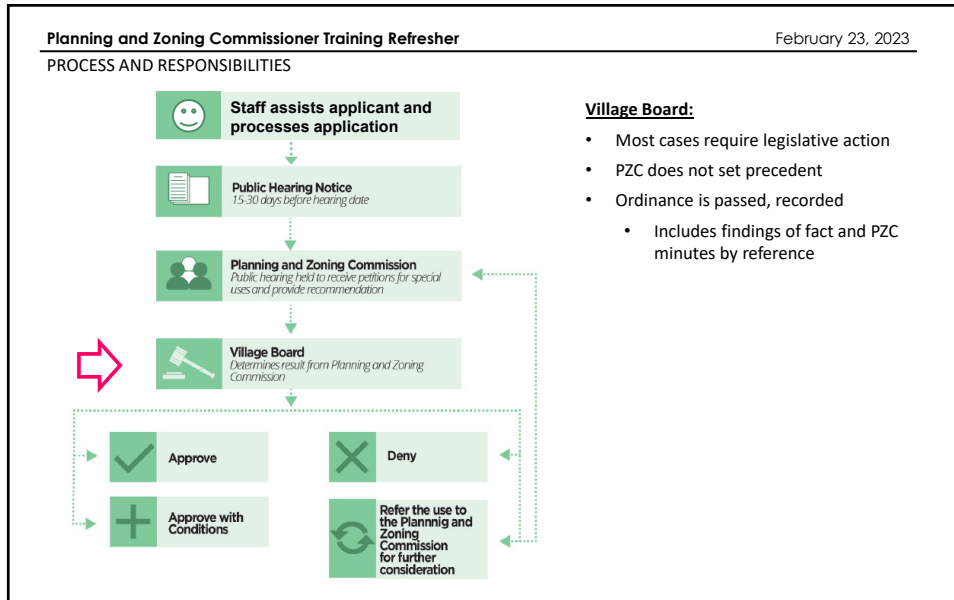 Planning and Zoning Commissioner Training Refresher
February 23, 2023
PROCESS AND RESPONSIBILITIES
Staff assists applicant and
processes application
Public Hearing Notice
15-30 days before hearing date
Planning and Zoning Commission
Public hearing held to receive petitions for special
uses and provide recommendation
Village Board
Determines result from Planning and Zoning
Commission
Approve
Deny
Approve with
Conditions
Refer the use to
the Plannnig and
Zoning
Commission
for further
consideration
Village Board:
• Most cases require legislative action
• PZC does not set precedent
• Ordinance is passed, recorded
• Includes findings of fact and PZC
minutes by reference